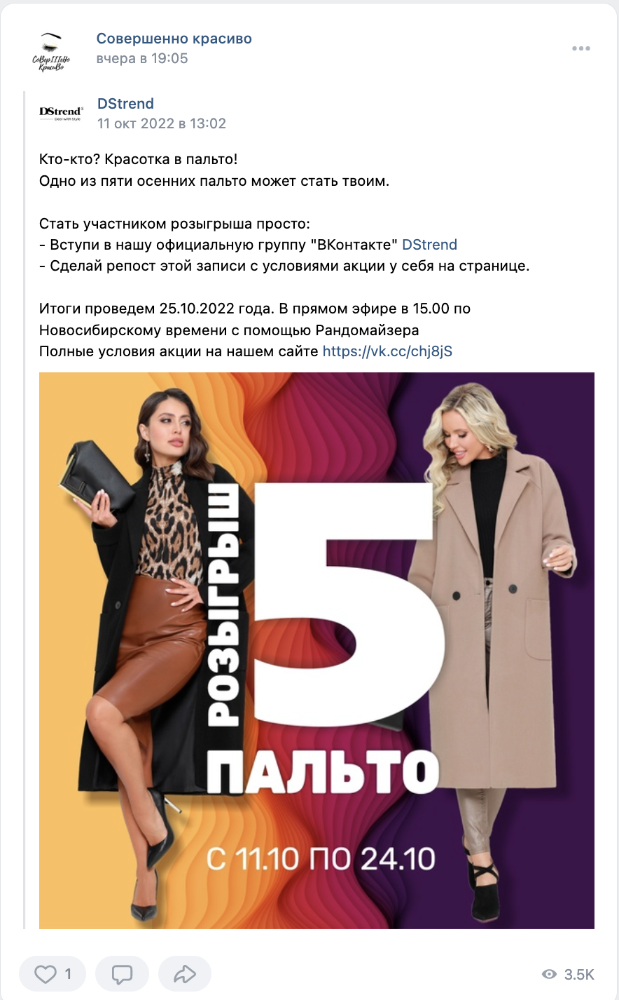 СоВерШеНо
КрасиВо
Совершенно красиво
вчера в 19:05
DStrend®
Deal with Style
DStrend
11 окт 2022 в 13:02
Кто-кто? Красотка в пальто!
Одно из пяти осенних пальто может стать твоим.
Стать участником розыгрыша просто:
- Вступи в нашу официальную группу "ВКонтакте" DStrend
- Сделай репост этой записи с условиями акции у себя на странице.
Итоги проведем 25.10.2022 года. В прямом эфире в 15.00 по
Новосибирскому времени с помощью Рандомайзера
Полные условия акции на нашем сайте https://vk.cc/chj8jS
РОЗЫГРЫШ
5
ПАЛЬТО
С 11.10 ПО 24.10
1
3.5K